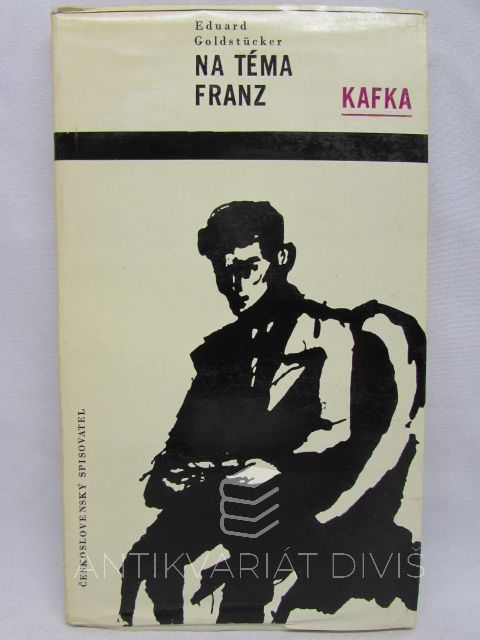 Eduard
Goldstücker
NA TÉMA
FRANZ KAFKA
ČESKOSLOVENSKÝ SPISOVATEL
ANTIKVARIÁT DIVIŠ